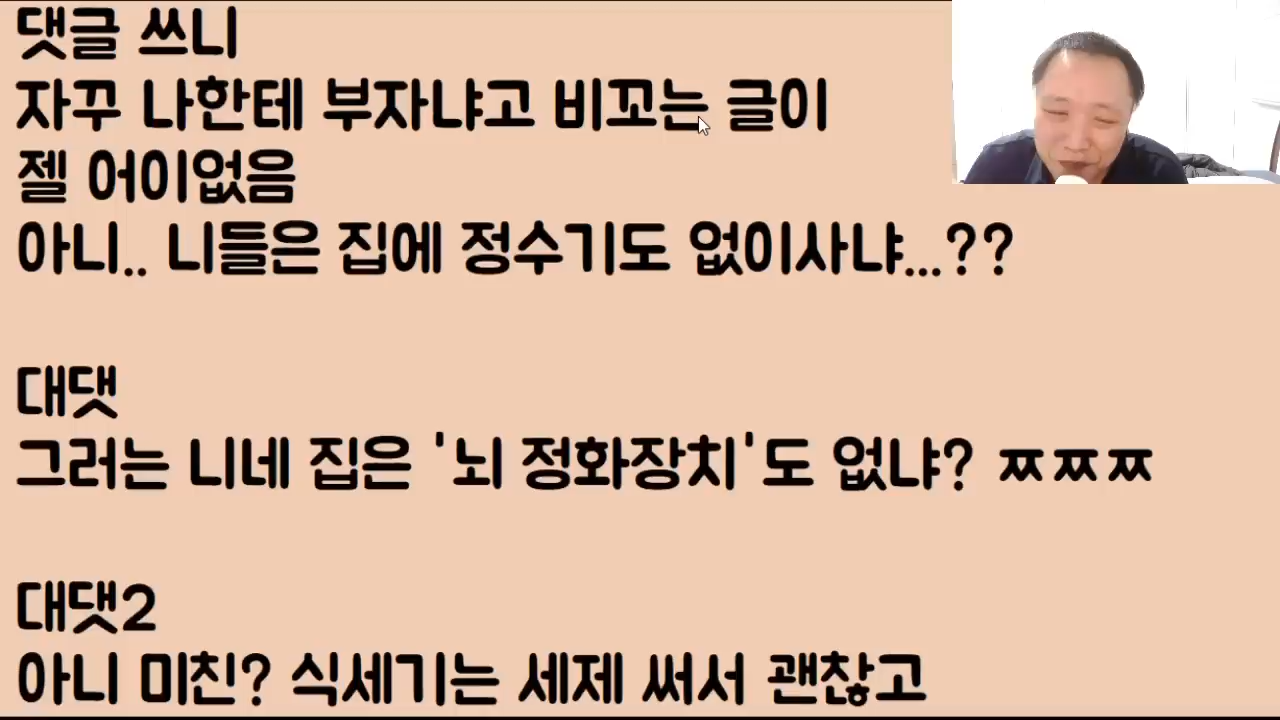 댓글 쓰니
자꾸 나한테 부자냐고 비꼬는 글이
젤 어이없음
아니.. 니들은 집에 정수기도 없이사냐...??
대댓
그러는 니네 집은 '뇌 정화장치'도 없냐? ㅉㅉㅉ
대댓2
아니 미친? 식세기는 세제 써서 괜찮고